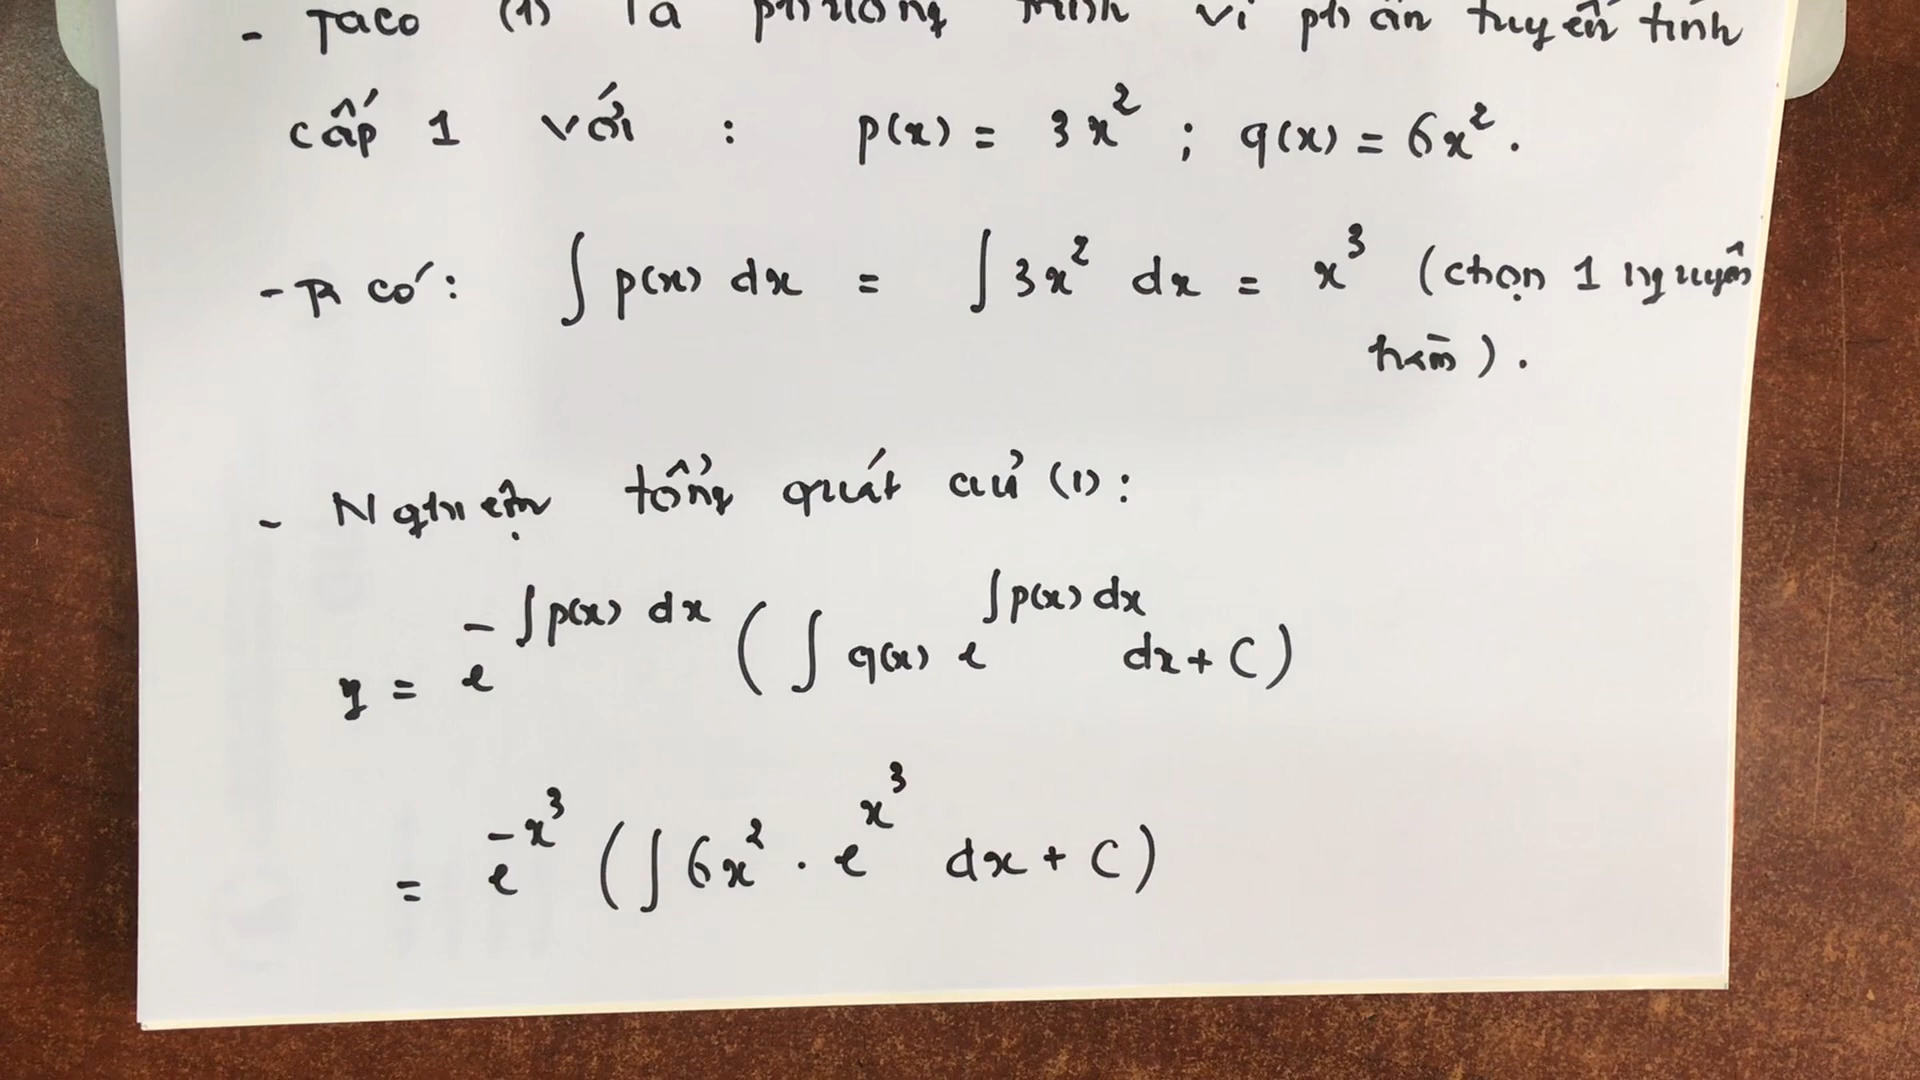 - Ta có (1) là phương trình vi phân tuyến tính
cấp 1 với : p(x) = 3x² ; q(x) = 6x².
- Ta có: ∫ p(x) dx = ∫ 3x² dx = x³ (chọn 1 nguyên
hàm).
- Nghiệm tổng quát của (1):
y = e^(-∫p(x) dx) (∫ q(x) e^(∫p(x) dx) dx + C)
= e^(-x³) (∫ 6x² . e^(x³) dx + C)